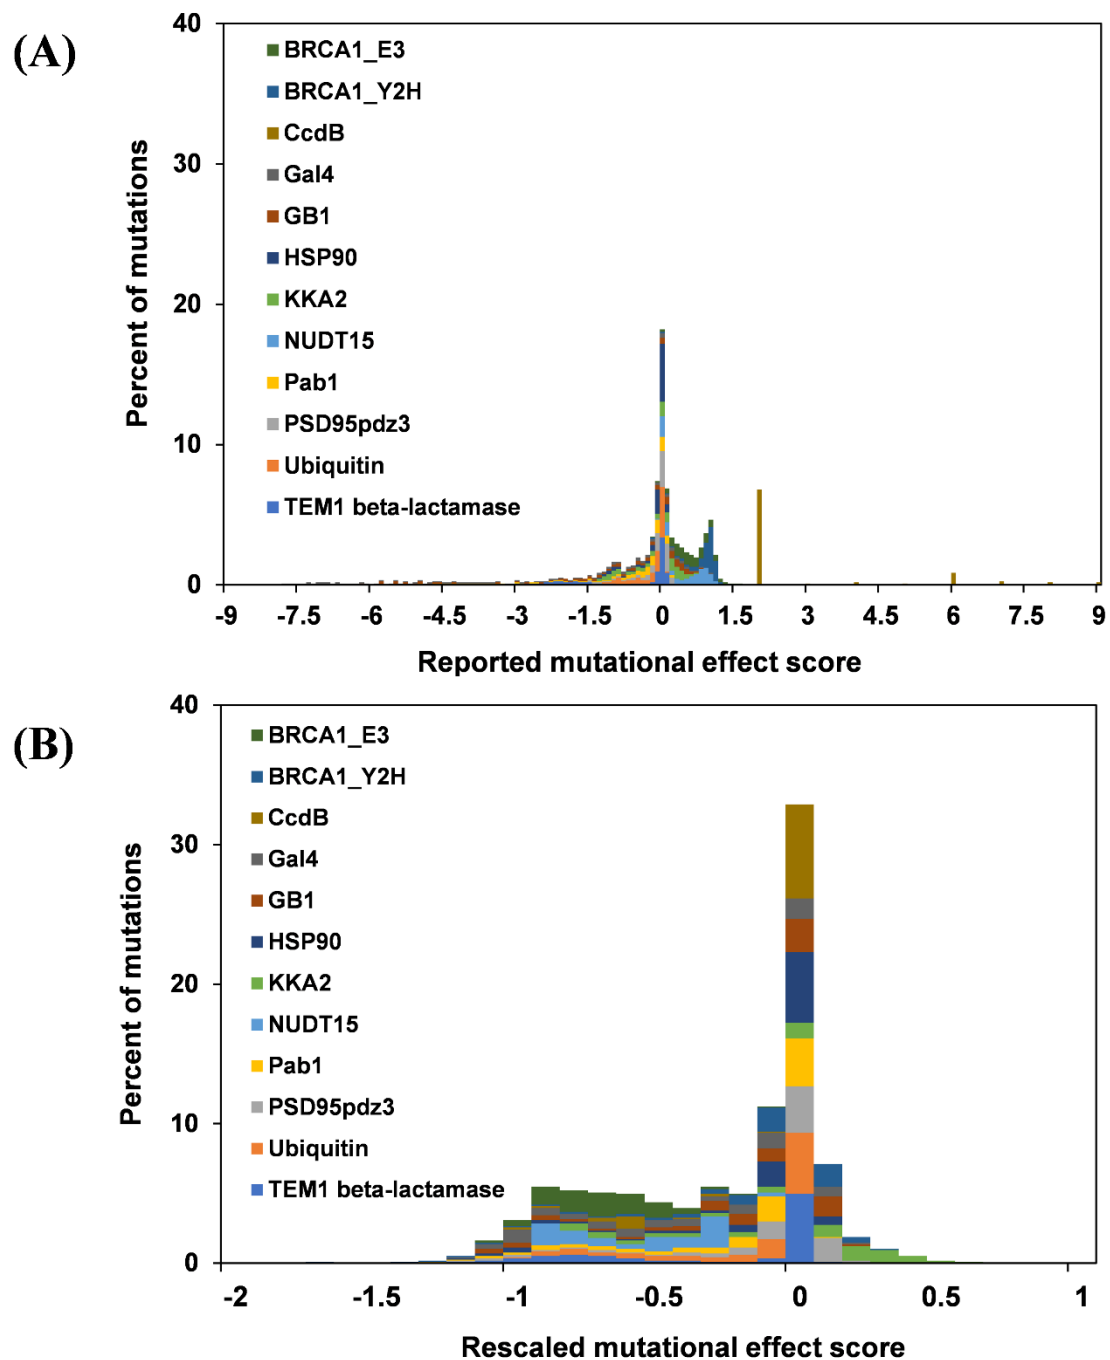 (A)
40
30
20
10
0
Percent of mutations
BRCA1_E3
BRCA1_Y2H
CcdB
Gal4
GB1
HSP90
KKA2
NUDT15
Pab1
PSD95pdz3
Ubiquitin
TEM1 beta-lactamase
-9 -7.5 -6 -4.5 -3 -1.5 0 1.5 3 4.5 6 7.5 9
Reported mutational effect score
(B)
40
30
20
10
0
Percent of mutations
BRCA1_E3
BRCA1_Y2H
CcdB
Gal4
GB1
HSP90
KKA2
NUDT15
Pab1
PSD95pdz3
Ubiquitin
TEM1 beta-lactamase
-2 -1.5 -1 -0.5 0 0.5 1
Rescaled mutational effect score